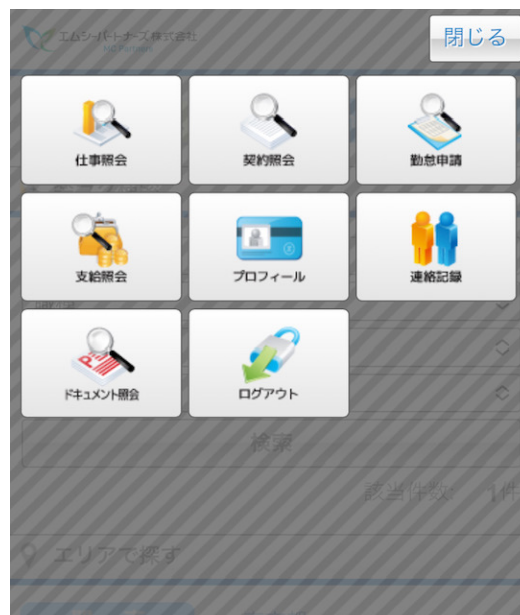 エムシーパートナーズ株式会社
McPartners
閉じる
仕事照会
契約照会
勤怠申請
支給照会
プロフィール
連絡記録
ドキュメント照会
ログアウト
検索
該当件数: 1件
エリアで探す